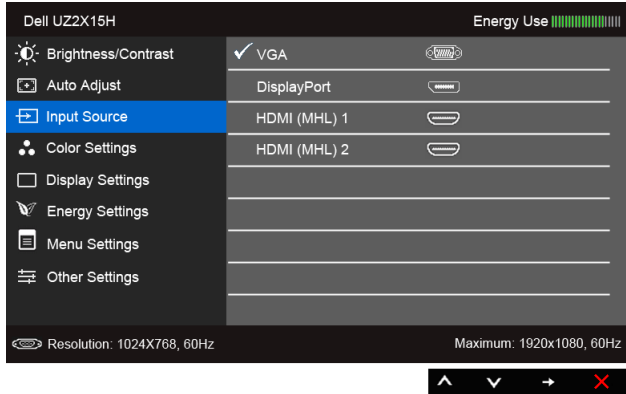 Dell UZ2X15H Energy Use
Brightness/Contrast VGA
Auto Adjust DisplayPort
Input Source HDMI (MHL) 1
Color Settings HDMI (MHL) 2
Display Settings
Energy Settings
Menu Settings
Other Settings
Resolution: 1024X768, 60Hz Maximum: 1920x1080, 60Hz